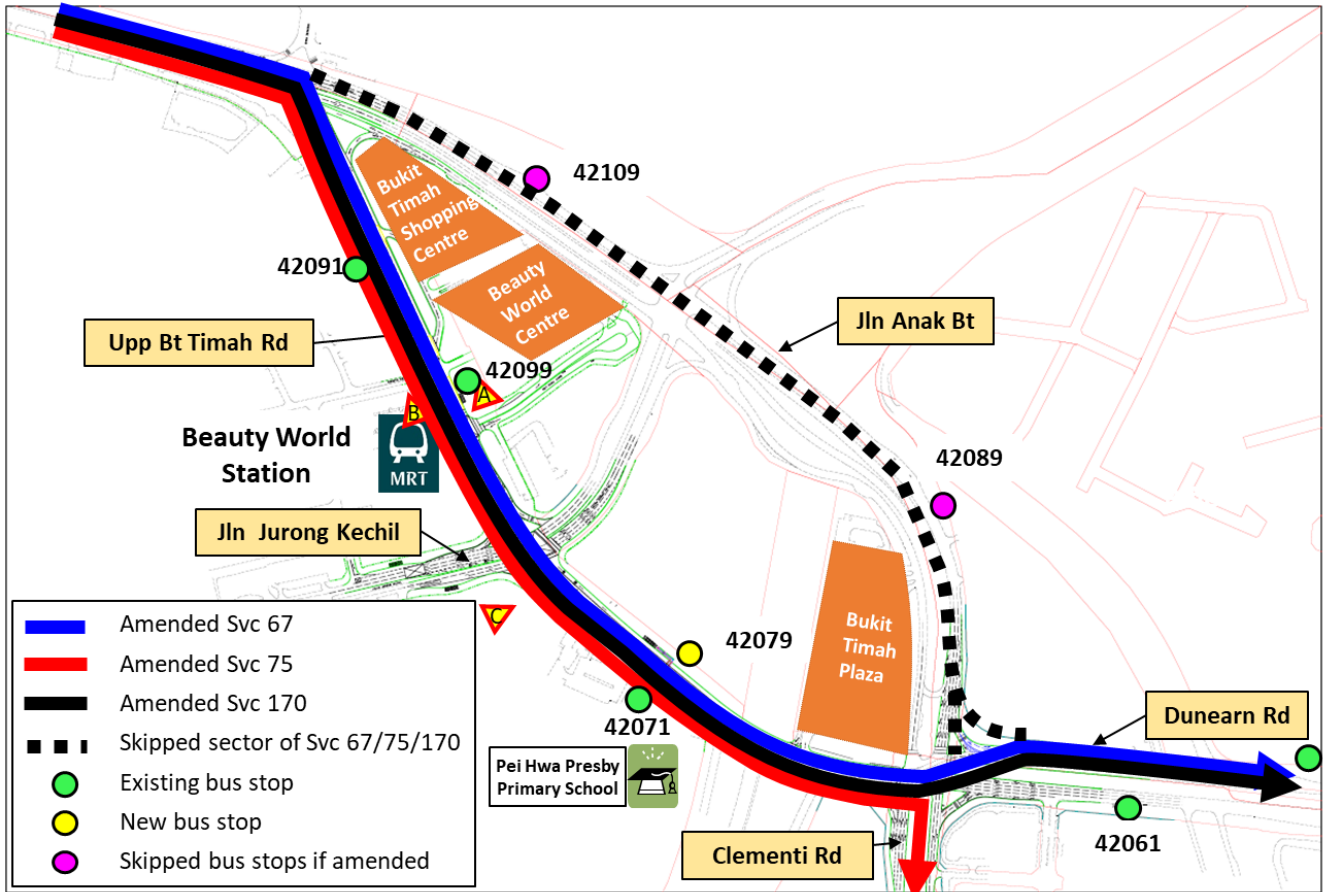 42109
Bukit
Timah
Shopping
Centre
42091
Beauty
World
Centre
Jln Anak Bt
Upp Bt Timah Rd
42099
A
B
Beauty World
Station
MRT
42089
Jln Jurong Kechil
C
Amended Svc 67
Amended Svc 75
Amended Svc 170
Skipped sector of Svc 67/75/170
Existing bus stop
New bus stop
Skipped bus stops if amended
42079
Bukit
Timah
Plaza
42071
Dunearn Rd
Pei Hwa Presby
Primary School
42061
Clementi Rd